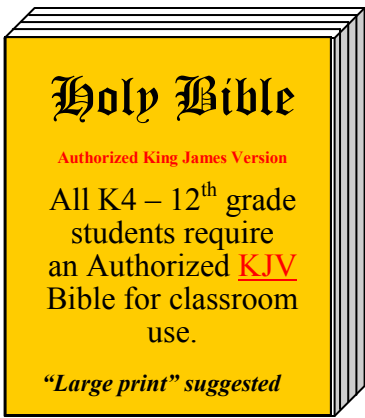 Holy Bible
Authorized King James Version
All K4 – 12th grade
students require
an Authorized KJV
Bible for classroom
use.
“Large print” suggested